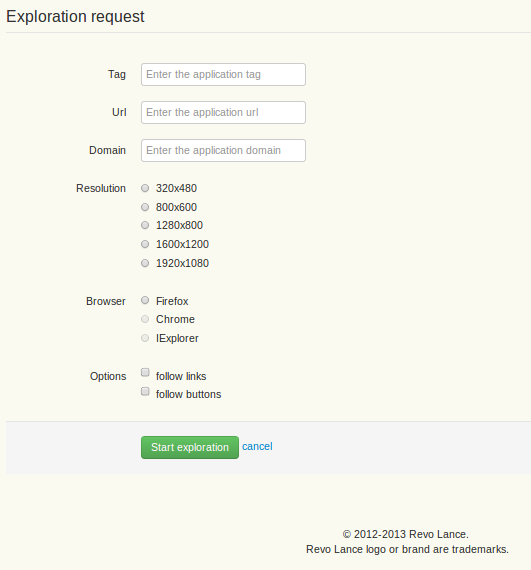 Exploration request
Tag Enter the application tag
Url Enter the application url
Domain Enter the application domain
Resolution 320x480
800x600
1280x800
1600x1200
1920x1080
Browser Firefox
Chrome
IExplorer
Options follow links
follow buttons
Start exploration cancel
© 2012-2013 Revo Lance.
Revo Lance logo or brand are trademarks.